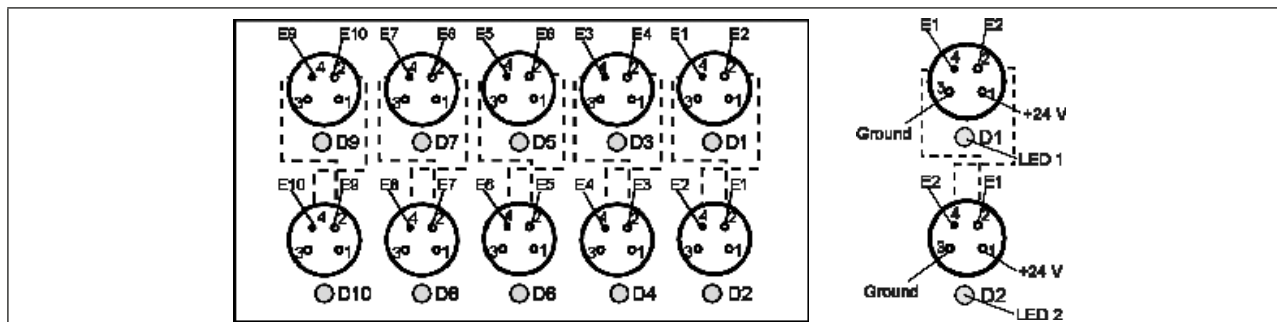 E9 E10 E7 E8 E5 E6 E3 E4 E1 E2
4 2 4 2 4 2 4 2 4 2
3 1 3 1 3 1 3 1 3 1
D9 D7 D5 D3 D1
E10 E9 E8 E7 E6 E5 E4 E3 E2 E1
4 2 4 2 4 2 4 2 4 2
3 1 3 1 3 1 3 1 3 1
D10 D8 D6 D4 D2
E1 E2
4 2
3 1
+24 V
Ground
D1
LED 1
E2 E1
4 2
3 1
+24 V
Ground
D2
LED 2